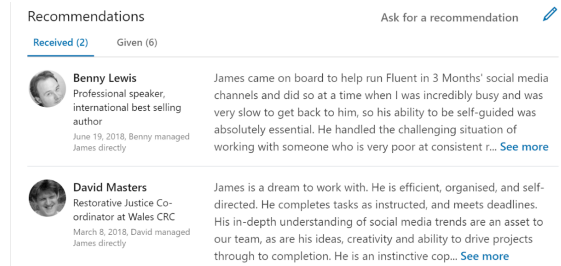 Recommendations
Ask for a recommendation
Received (2)
Given (6)
Benny Lewis
Professional speaker,
international best selling
author
June 19, 2018, Benny managed
James directly
James came on board to help run Fluent in 3 Months' social media
channels and did so at a time when I was incredibly busy and was
very slow to get back to him, so his ability to be self-guided was
absolutely essential. He handled the challenging situation of
working with someone who is very poor at consistent r... See more
David Masters
Restorative Justice Co-
ordinator at Wales CRC
March 8, 2018, David managed
James directly
James is a dream to work with. He is efficient, organised, and self-
directed. He completes tasks as instructed, and meets deadlines.
His in-depth understanding of social media trends are an asset to
our team, as are his ideas, creativity and ability to drive projects
through to completion. He is an instinctive cop... See more